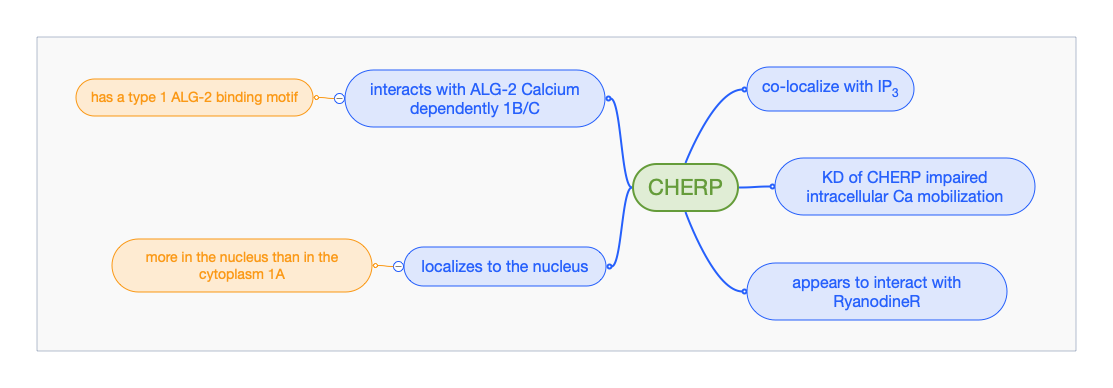 has a type 1 ALG-2 binding motif
interacts with ALG-2 Calcium
dependently 1B/C
more in the nucleus than in the
cytoplasm 1A
localizes to the nucleus
CHERP
co-localize with IP₃
KD of CHERP impaired
intracellular Ca mobilization
appears to interact with
RyanodineR